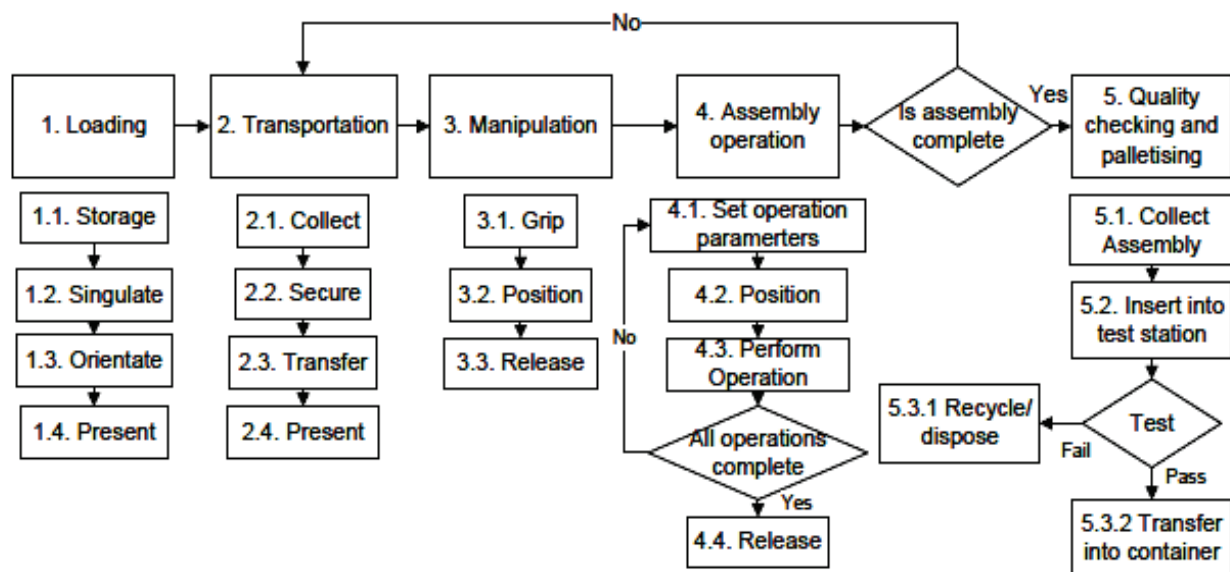 No
1. Loading
2. Transportation
3. Manipulation
4. Assembly
operation
Is assembly
complete
Yes
5. Quality
checking and
palletising
1.1. Storage
1.2. Singulate
1.3. Orientate
1.4. Present
2.1. Collect
2.2. Secure
2.3. Transfer
2.4. Present
3.1. Grip
3.2. Position
3.3. Release
4.1. Set operation
paramerters
4.2. Position
4.3. Perform
Operation
All operations
complete
No
Yes
4.4. Release
5.1. Collect
Assembly
5.2. Insert into
test station
Test
Fail
5.3.1 Recycle/
dispose
Pass
5.3.2 Transfer
into container